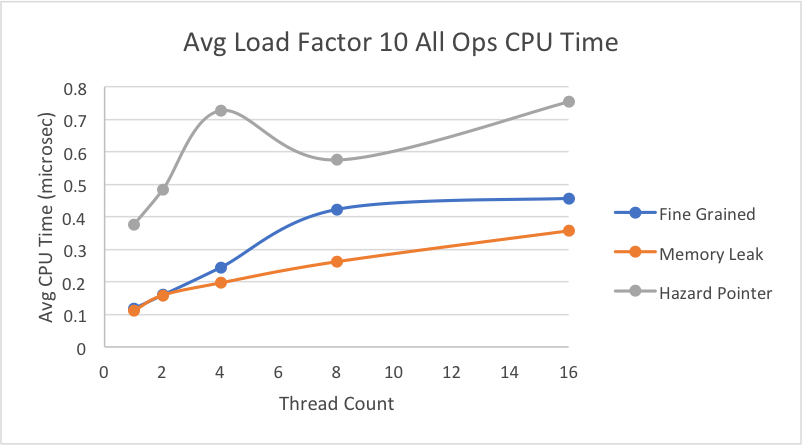 Avg Load Factor 10 All Ops CPU Time
Avg CPU Time (microsec)
0.8
0.7
0.6
0.5
0.4
0.3
0.2
0.1
0
0 2 4 6 8 10 12 14 16
Thread Count
Fine Grained
Memory Leak
Hazard Pointer